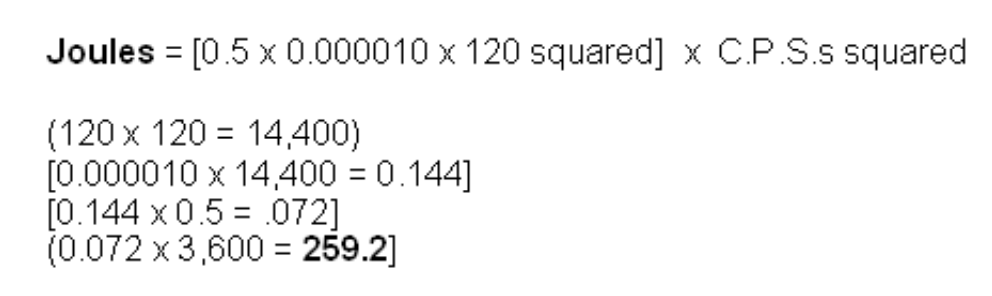 Joules = [0.5 x 0.000010 x 120 squared] x C.P.S.s squared
(120 x 120 = 14,400)
[0.000010 x 14,400 = 0.144]
[0.144 x 0.5 = .072]
(0.072 x 3,600 = 259.2]